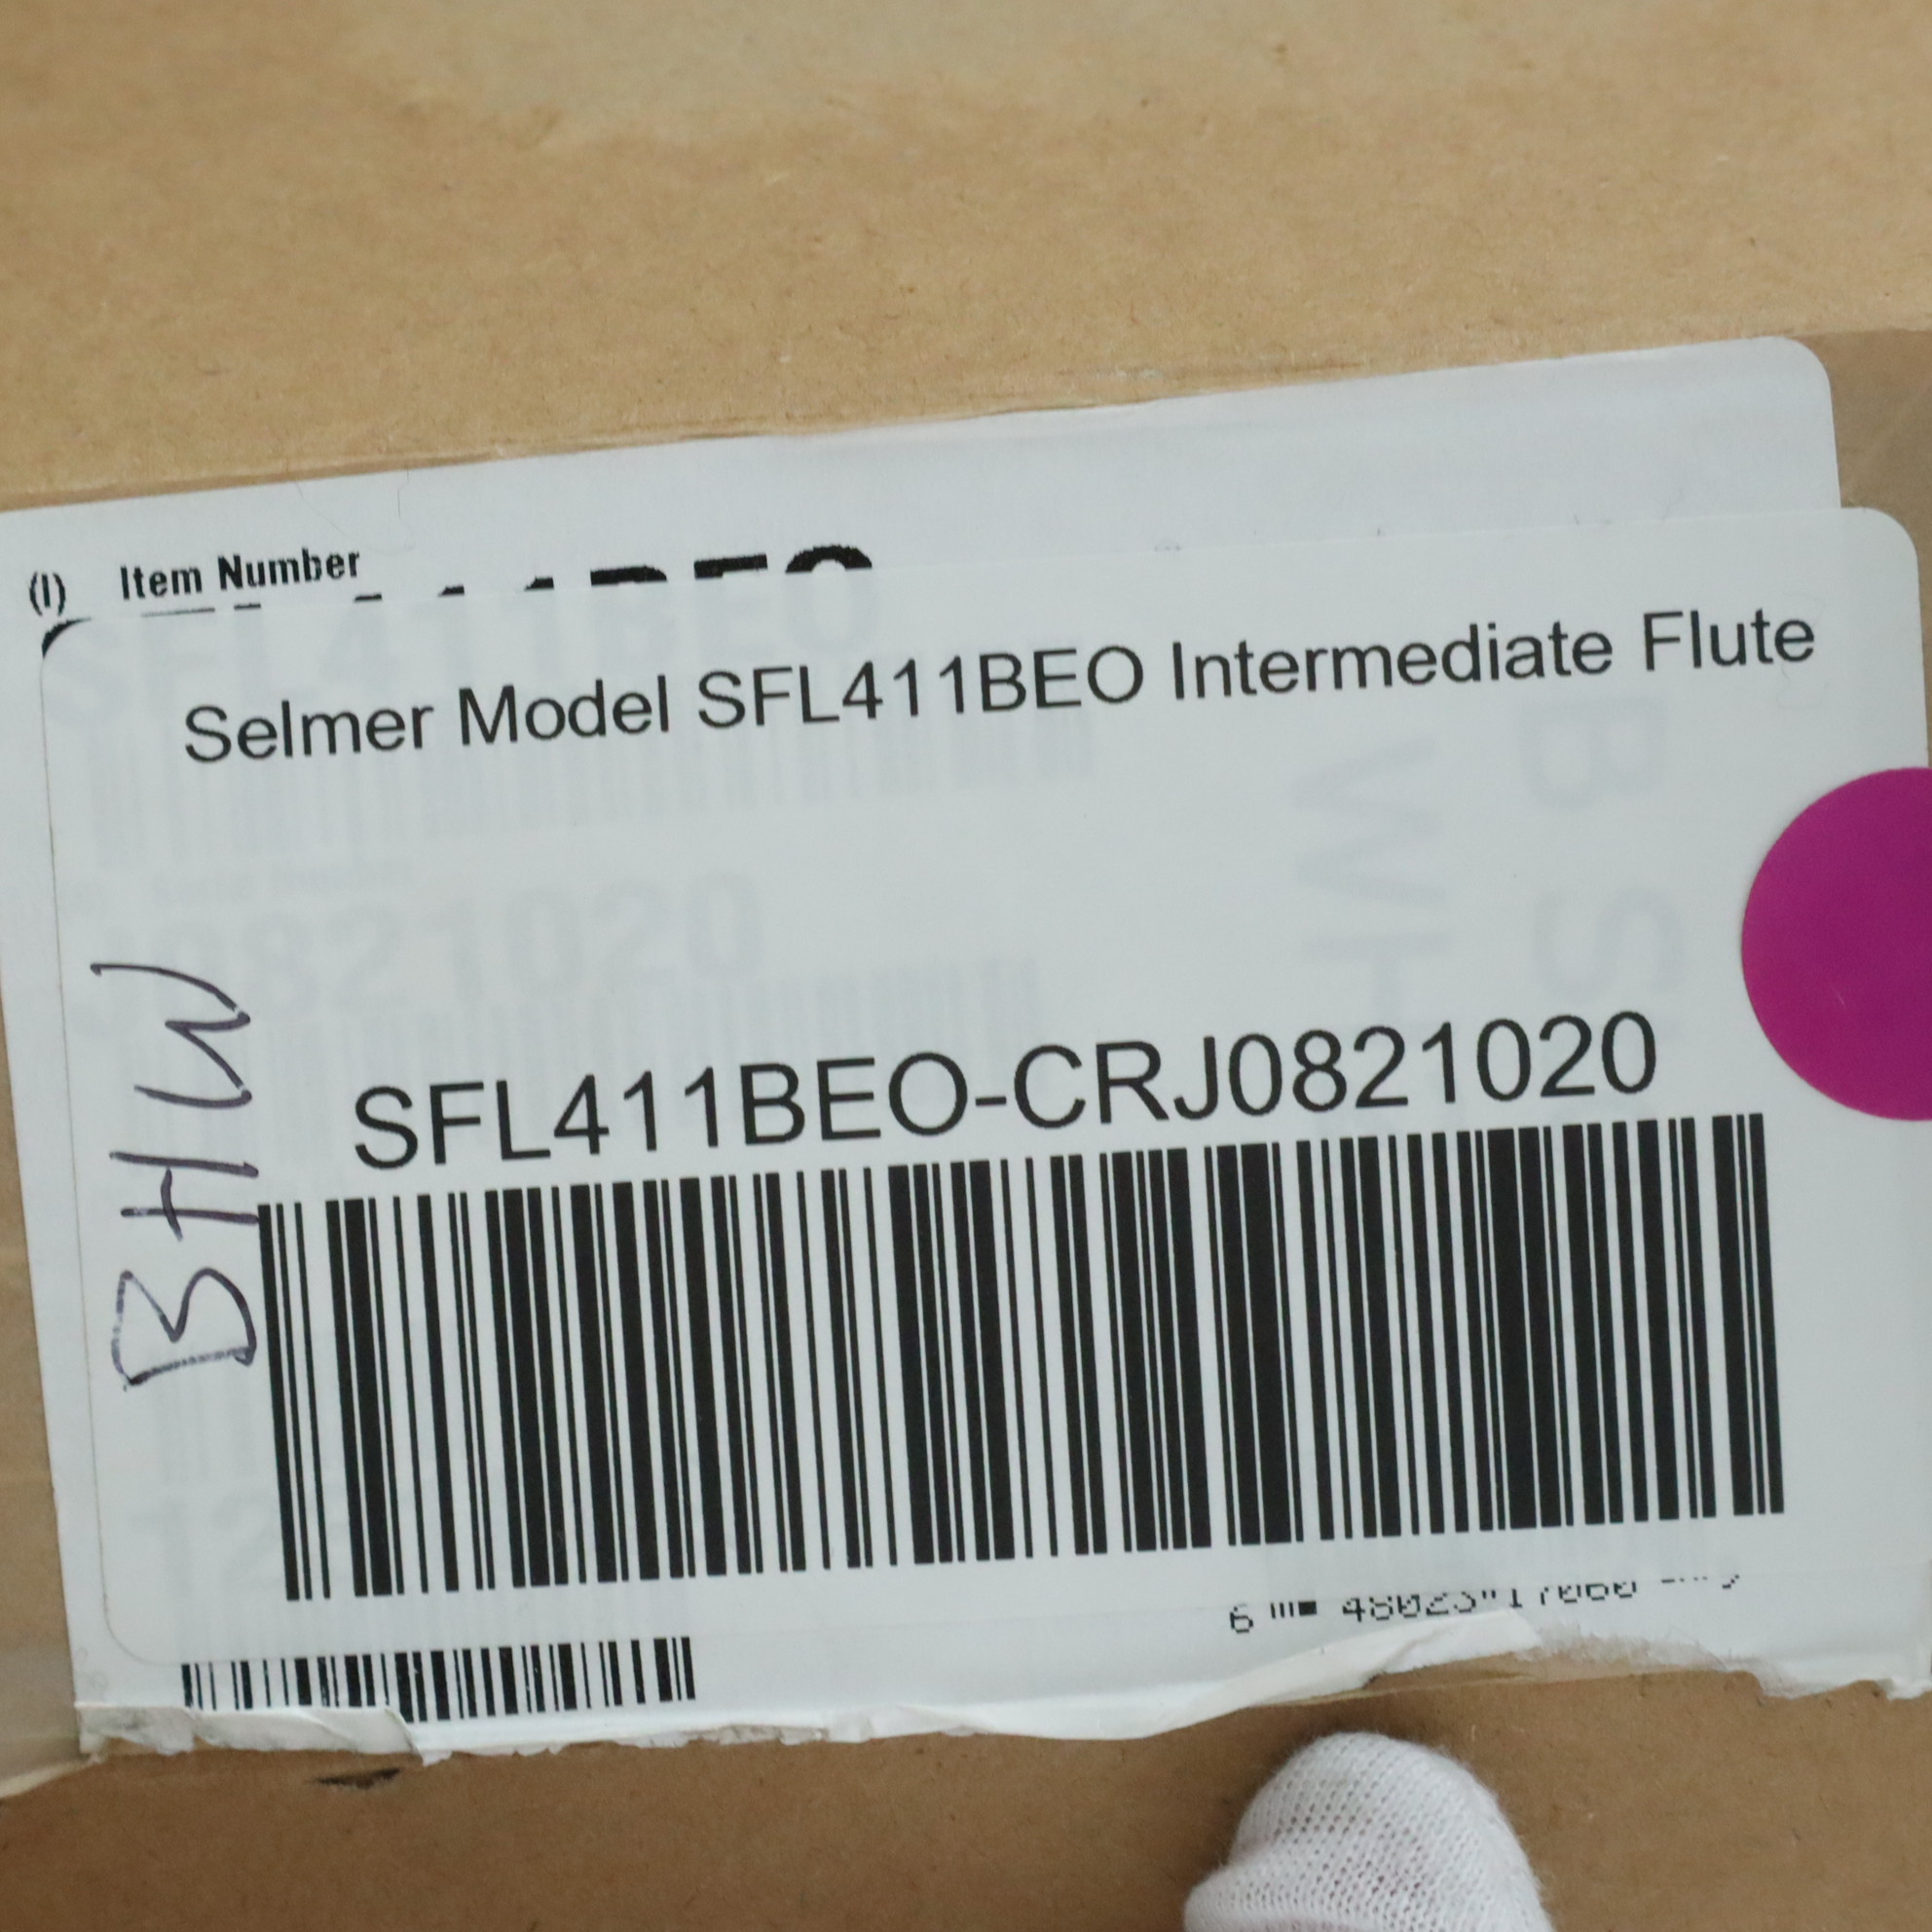 (I) Item Number
Selmer Model SFL411BEO Intermediate Flute
SFL411BEO-CRJ0821020
BHW